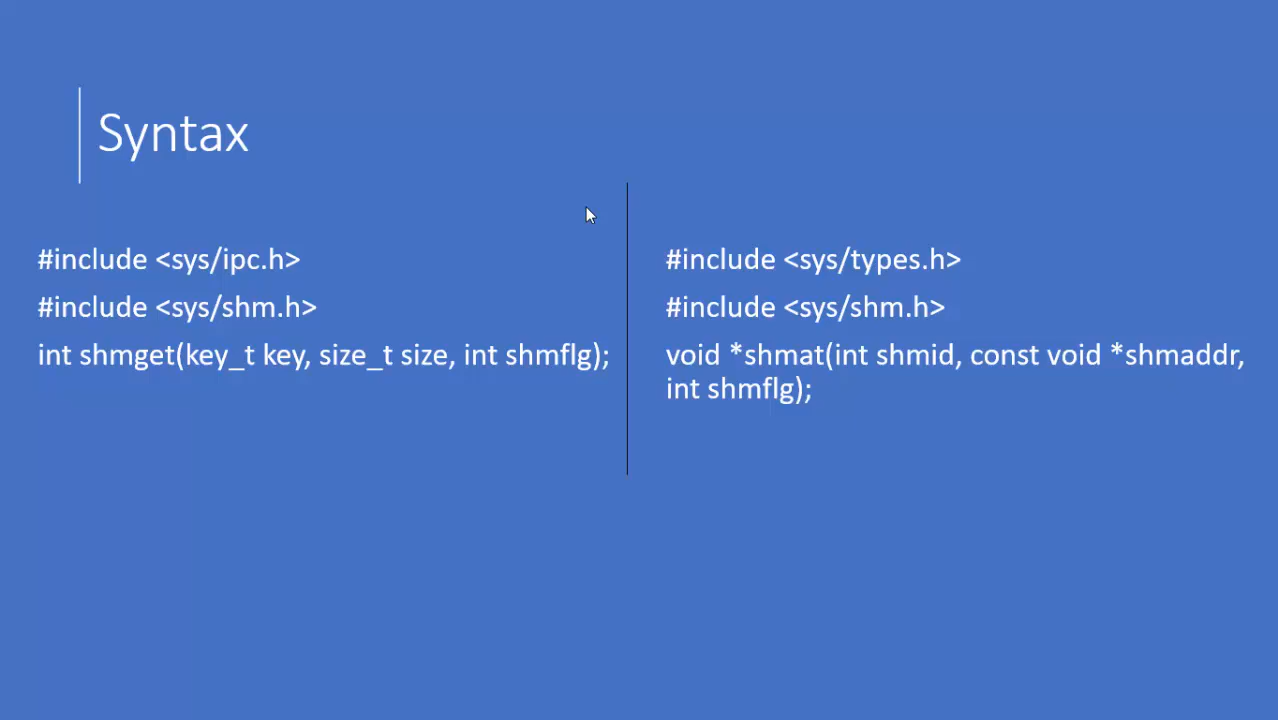 Syntax
#include <sys/ipc.h>
#include <sys/shm.h>
int shmget(key_t key, size_t size, int shmflg);
#include <sys/types.h>
#include <sys/shm.h>
void *shmat(int shmid, const void *shmaddr,
int shmflg);